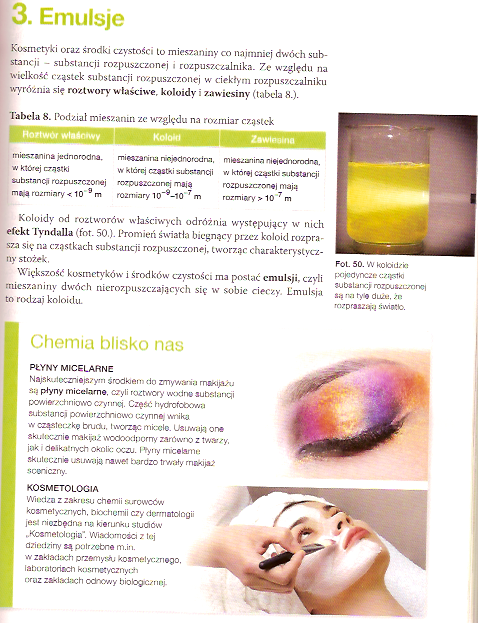 3. Emulsje
Kosmetyki oraz środki czystości to mieszaniny co najmniej dwóch sub-
stancji – substancji rozpuszczonej i rozpuszczalnika. Ze względu na
wielkość cząstek substancji rozpuszczonej w ciekłym rozpuszczalniku
wyróżnia się roztwory właściwe, koloidy i zawiesiny (tabela 8.).
Tabela 8. Podział mieszanin ze względu na rozmiar cząstek
Roztwór właściwy
mieszanina jednorodna,
w której cząstki
substancji rozpuszczonej
mają rozmiary < 10⁻⁹ m
Koloid
mieszanina niejednorodna,
w której cząstki substancji
rozpuszczonej mają
rozmiary 10⁻⁹–10⁻⁷ m
Zawiesina
mieszanina niejednorodna,
w której cząstki substancji
rozpuszczonej mają
rozmiary > 10⁻⁷ m
Koloidy od roztworów właściwych odróżnia występujący w nich
efekt Tyndalla (fot. 50.). Promień światła biegnący przez koloid rozpra-
sza się na cząstkach substancji rozpuszczonej, tworząc charakterystycz-
ny stożek.
Większość kosmetyków i środków czystości ma postać emulsji, czyli
mieszaniny dwóch nierozpuszczających się w sobie cieczy. Emulsja
to rodzaj koloidu.
Fot. 50. W koloidzie
pojedyncze cząstki
substancji rozpuszczonej
są na tyle duże, że
rozpraszają światło.
Chemia blisko nas
PŁYNY MICELARNE
Najskuteczniejszym środkiem do zmywania makijażu
są płyny micelarne, czyli roztwory wodne substancji
powierzchniowo czynnej. Część hydrofobowa
substancji powierzchniowo czynnej wnika
w cząsteczkę brudu, tworząc micele. Usuwają one
skutecznie makijaż wodoodporny zarówno z twarzy,
jak i delikatnych okolic oczu. Płyny micelarne
skutecznie usuwają nawet bardzo trwały makijaż
sceniczny.
KOSMETOLOGIA
Wiedza z zakresu chemii surowców
kosmetycznych, biochemii czy dermatologii
jest niezbędna na kierunku studiów
„Kosmetologia”. Wiadomości z tej
dziedziny są potrzebne m.in.
w zakładach przemysłu kosmetycznego,
laboratoriach kosmetycznych
oraz zakładach odnowy biologicznej.